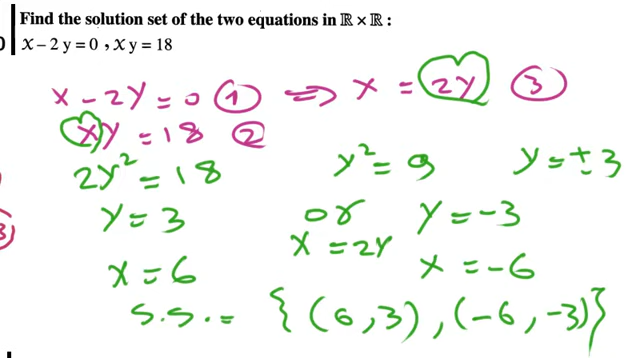 Find the solution set of the two equations in ℝ × ℝ :
x – 2 y = 0 , x y = 18
x - 2y = 0 ① ⇒ x = 2y ③
xy = 18 ②
2y² = 18 y² = 9 y = ± 3
y = 3 or y = -3
x = 2y
x = 6 x = -6
S.S. = { (6, 3), (-6, -3)}